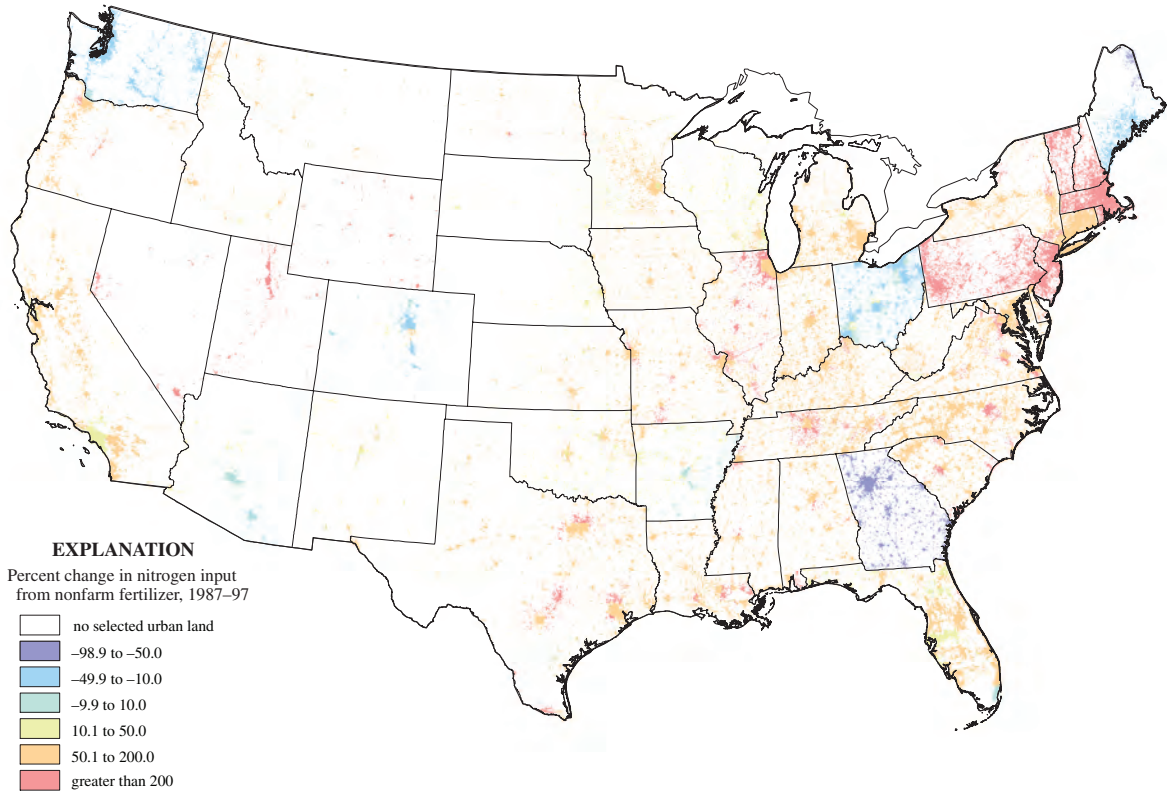 EXPLANATION
Percent change in nitrogen input
from nonfarm fertilizer, 1987–97
no selected urban land
–98.9 to –50.0
–49.9 to –10.0
–9.9 to 10.0
10.1 to 50.0
50.1 to 200.0
greater than 200